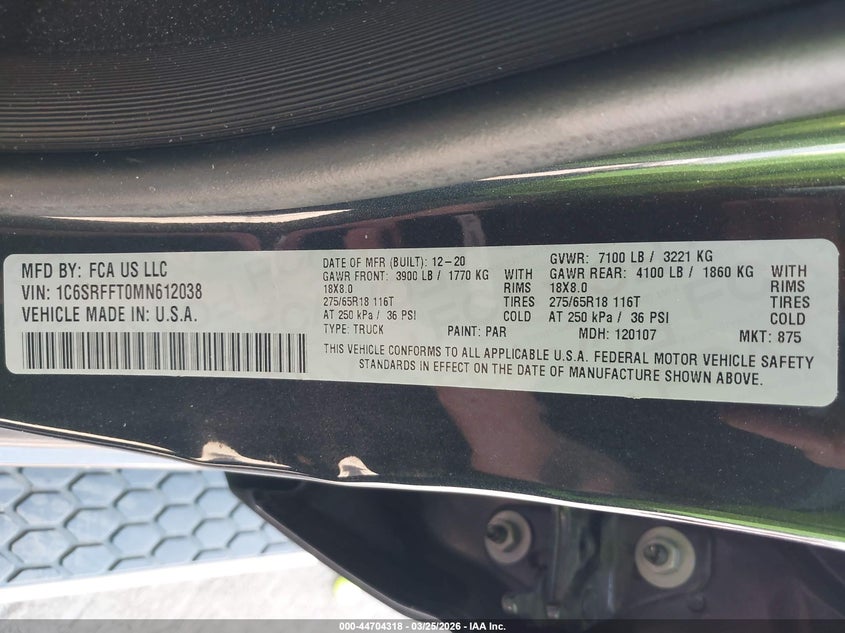 MFD BY: FCA US LLC
VIN: 1C6SRFFT0MN612038
VEHICLE MADE IN: U.S.A.
DATE OF MFR (BUILT): 12-20 GVWR: 7100 LB / 3221 KG
GAWR FRONT: 3900 LB / 1770 KG WITH GAWR REAR: 4100 LB / 1860 KG WITH
18X8.0 RIMS 18X8.0 RIMS
275/65R18 116T TIRES 275/65R18 116T TIRES
AT 250 kPa / 36 PSI COLD AT 250 kPa / 36 PSI COLD
TYPE: TRUCK PAINT: PAR MDH: 120107 MKT: 875
THIS VEHICLE CONFORMS TO ALL APPLICABLE U.S.A. FEDERAL MOTOR VEHICLE SAFETY
STANDARDS IN EFFECT ON THE DATE OF MANUFACTURE SHOWN ABOVE.
000-44704318 - 03/25/2026 - IAA Inc.